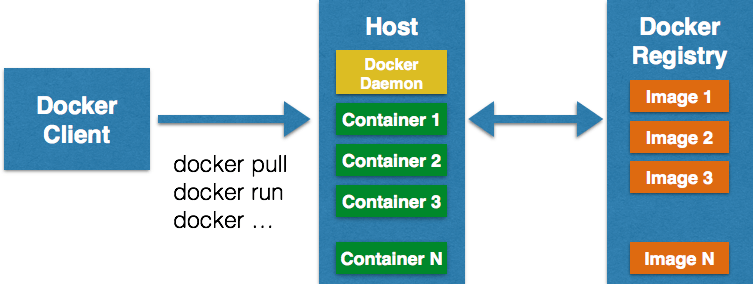 Docker
Client
docker pull
docker run
docker …
Host
Docker
Daemon
Container 1
Container 2
Container 3
Container N
Docker
Registry
Image 1
Image 2
Image 3
Image N